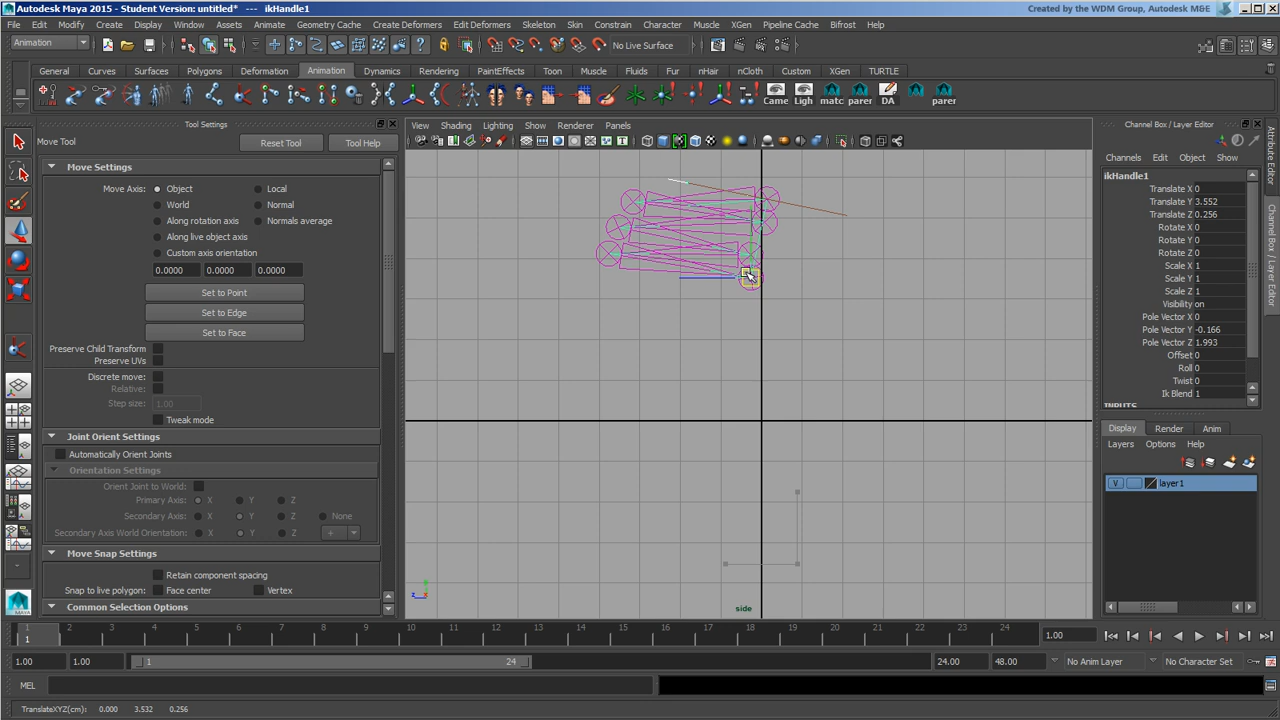 Autodesk Maya 2015 - Student Version: untitled* --- ikHandle1
Created by the WDM Group, Autodesk M&E
File Edit Modify Create Display Window Assets Animate Geometry Cache Create Deformers Edit Deformers Skeleton Skin Constrain Character Muscle XGen Pipeline Cache Bifrost Help
Animation
No Live Surface
General Curves Surfaces Polygons Deformation Animation Dynamics Rendering PaintEffects Toon Muscle Fluids Fur nHair nCloth Custom XGen TURTLE
Came Ligh matc parer DA parer
Tool Settings
Move Tool Reset Tool Tool Help
Move Settings
Move Axis: Object Local
World Normal
Along rotation axis Normals average
Along live object axis
Custom axis orientation
0.0000 0.0000 0.0000
Set to Point
Set to Edge
Set to Face
Preserve Child Transform
Preserve UVs
Discrete move:
Relative:
Step size: 1.00
Tweak mode
Joint Orient Settings
Automatically Orient Joints
Orientation Settings
Orient Joint to World:
Primary Axis: X Y Z
Secondary Axis: X Y Z None
Secondary Axis World Orientation: X Y Z +
Move Snap Settings
Retain component spacing
Snap to live polygon: Face center Vertex
Common Selection Options
View Shading Lighting Show Renderer Panels
z
side
Channel Box / Layer Editor
Channels Edit Object Show
ikHandle1
Translate X 0
Translate Y 3.552
Translate Z 0.256
Rotate X 0
Rotate Y 0
Rotate Z 0
Scale X 1
Scale Y 1
Scale Z 1
Visibility on
Pole Vector X 0
Pole Vector Y -0.166
Pole Vector Z 1.993
Offset 0
Roll 0
Twist 0
Ik Blend 1
INPUTS
Display Render Anim
Layers Options Help
V layer1
Attribute Editor
Channel Box / Layer Editor
1 2 3 4 5 6 7 8 9 10 11 12 13 14 15 16 17 18 19 20 21 22 23 24
1
1.00
1.00 1.00 1 24 24.00 48.00 No Anim Layer No Character Set
MEL
TranslateXYZ(cm): 0.000 3.532 0.256